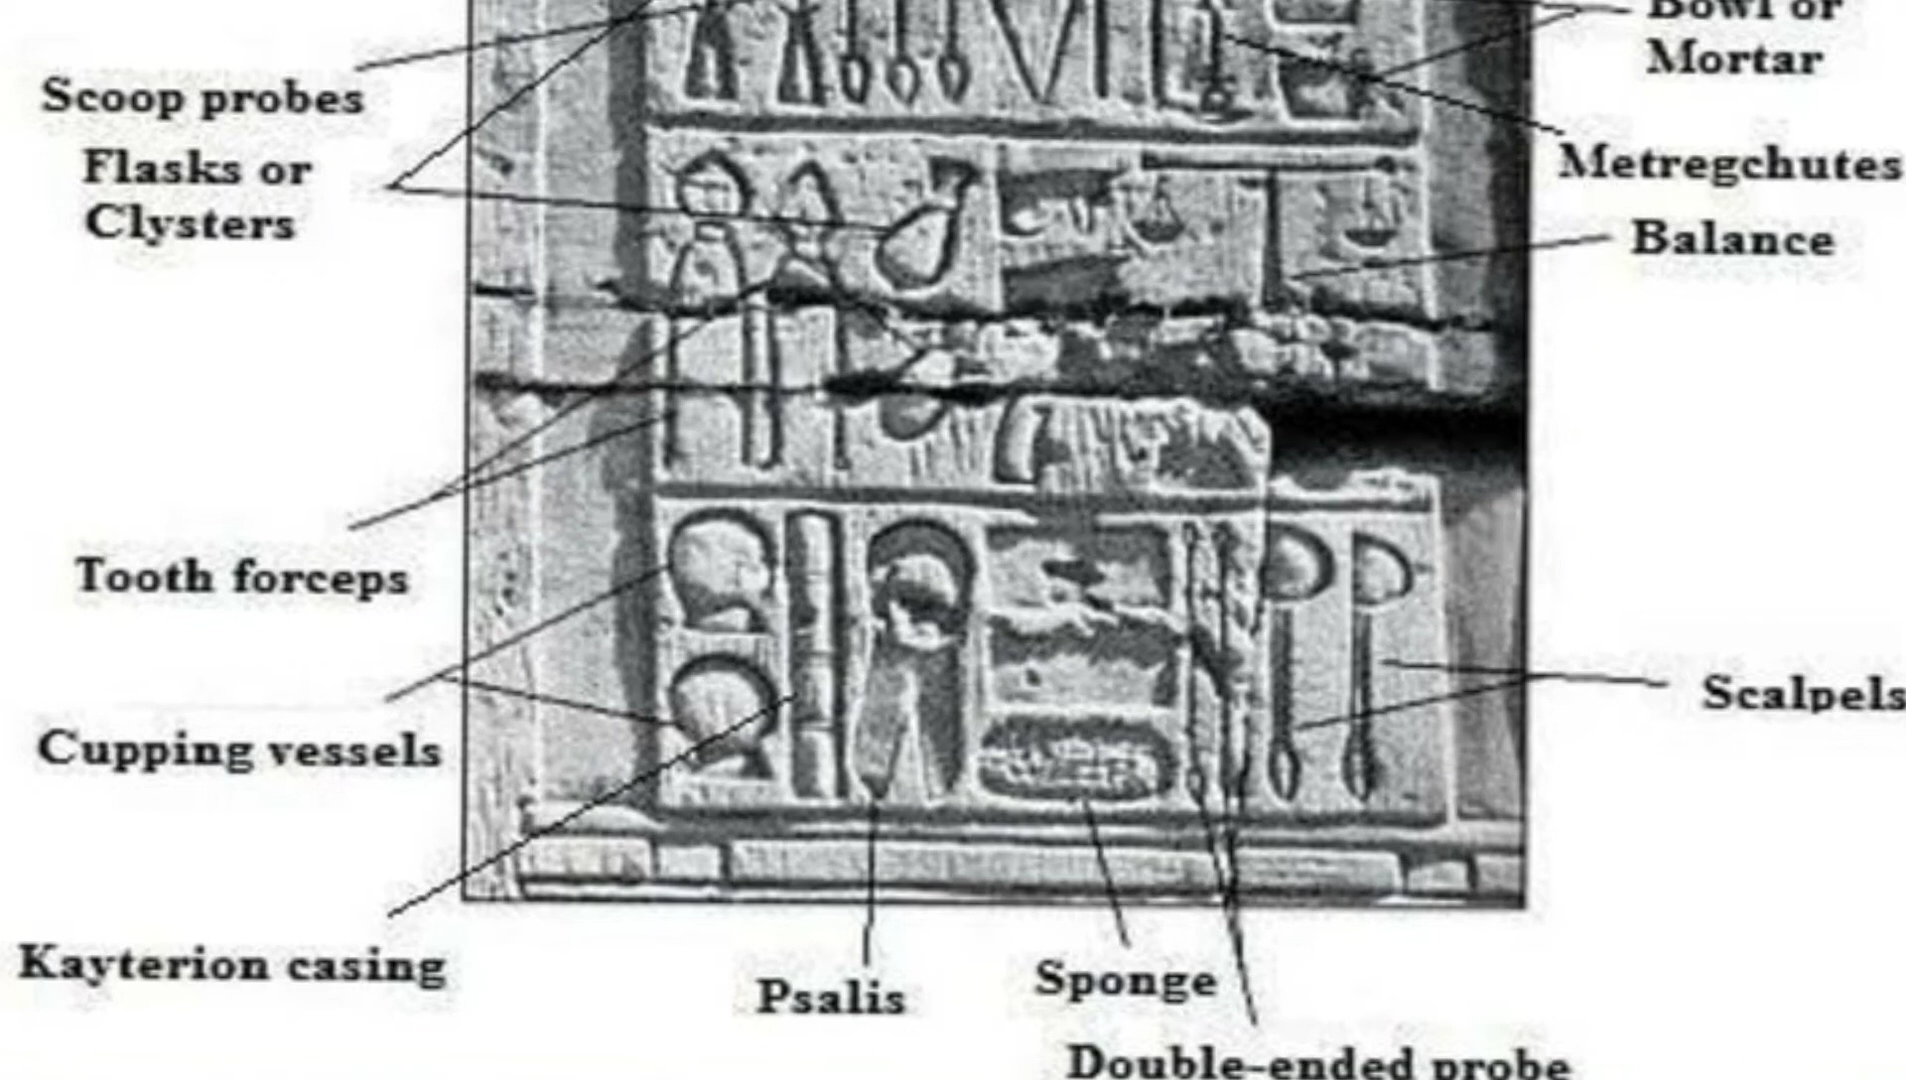 Bowl or
Mortar
Scoop probes
Flasks or
Clysters
Metregchutes
Balance
Tooth forceps
Scalpels
Cupping vessels
Kayterion casing
Psalis
Sponge
Double-ended probe